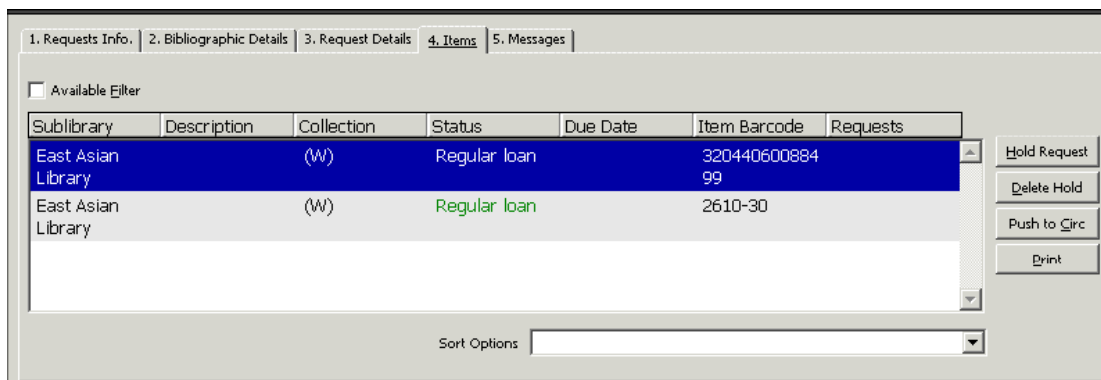 1. Requests Info. 2. Bibliographic Details 3. Request Details 4. Items 5. Messages
Available Filter
Sublibrary Description Collection Status Due Date Item Barcode Requests
East Asian (W) Regular loan 320440600884
Library 99
East Asian (W) Regular loan 2610-30
Library
Hold Request
Delete Hold
Push to Circ
Print
Sort Options